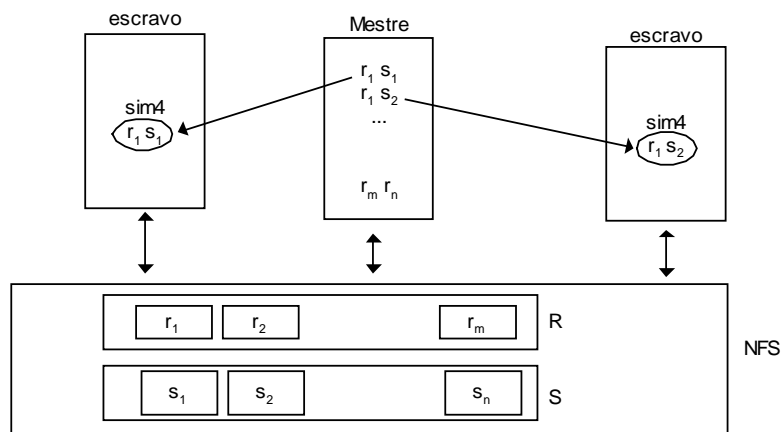 escravo
Mestre
escravo
r₁ s₁
r₁ s₂
...
rₘ rₙ
sim4
r₁ s₁
sim4
r₁ s₂
r₁ r₂ rₘ R
NFS
s₁ s₂ sₙ S